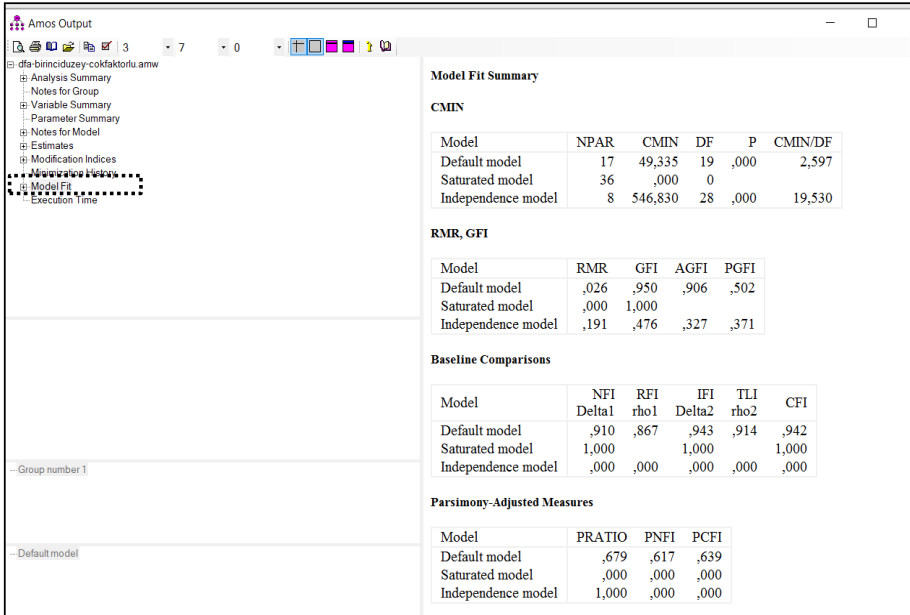 Amos Output
3 7 0
dfa-birinciduzey-cokfaktorlu.amw
Analysis Summary
Notes for Group
Variable Summary
Parameter Summary
Notes for Model
Estimates
Modification Indices
Minimization History
Model Fit
Execution Time
Group number 1
Default model
Model Fit Summary
CMIN
Model NPAR CMIN DF P CMIN/DF
Default model 17 49,335 19 ,000 2,597
Saturated model 36 ,000 0
Independence model 8 546,830 28 ,000 19,530
RMR, GFI
Model RMR GFI AGFI PGFI
Default model ,026 ,950 ,906 ,502
Saturated model ,000 1,000
Independence model ,191 ,476 ,327 ,371
Baseline Comparisons
Model NFI Delta1 RFI rho1 IFI Delta2 TLI rho2 CFI
Default model ,910 ,867 ,943 ,914 ,942
Saturated model 1,000 1,000 1,000
Independence model ,000 ,000 ,000 ,000 ,000
Parsimony-Adjusted Measures
Model PRATIO PNFI PCFI
Default model ,679 ,617 ,639
Saturated model ,000 ,000 ,000
Independence model 1,000 ,000 ,000